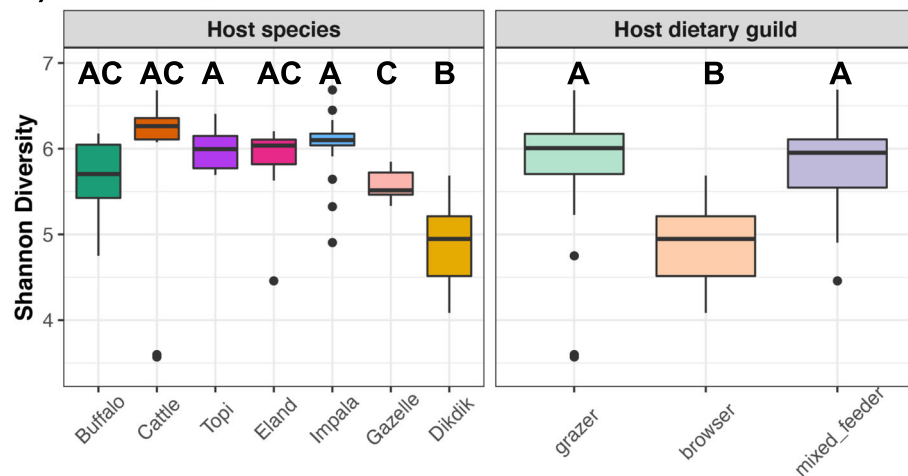 Host species
Host dietary guild
AC AC A AC A C B
A B A
Shannon Diversity
7
6
5
4
Buffalo
Cattle
Topi
Eland
Impala
Gazelle
Dikdik
grazer
browser
mixed_feeder